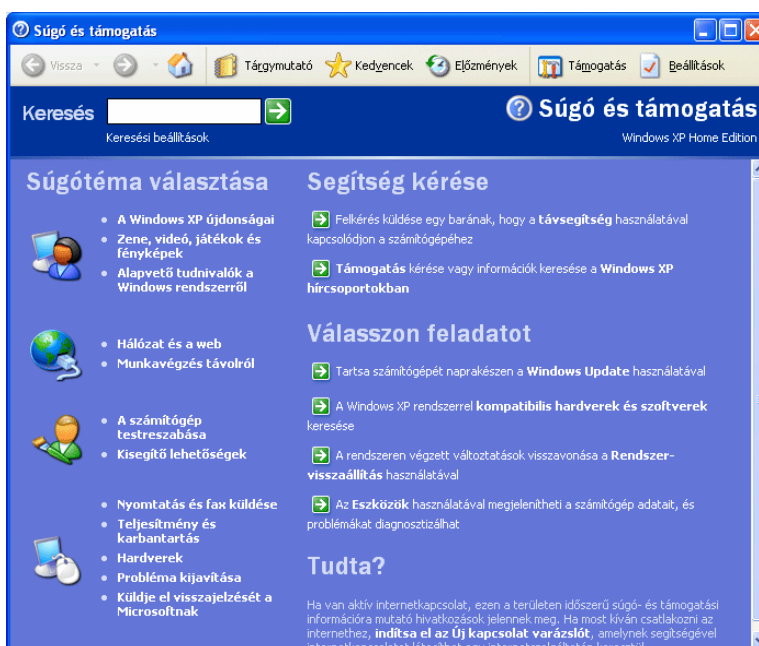 Súgó és támogatás
Vissza
Tárgymutató
Kedvencek
Előzmények
Támogatás
Beállítások
Keresés
Keresési beállítások
Súgó és támogatás
Windows XP Home Edition
Súgótéma választása
A Windows XP újdonságai
Zene, videó, játékok és
fényképek
Alapvető tudnivalók a
Windows rendszerről
Hálózat és a web
Munkavégzés távolról
A számítógép
testreszabása
Kisegítő lehetőségek
Nyomtatás és fax küldése
Teljesítmény és
karbantartás
Hardverek
Probléma kijavítása
Küldje el visszajelzését a
Microsoftnak
Segítség kérése
Felkérés küldése egy barának, hogy a távsegítség használatával
kapcsolódjon a számítógépéhez
Támogatás kérése vagy információk keresése a Windows XP
hírcsoportokban
Válasszon feladatot
Tartsa számítógépét naprakészen a Windows Update használatával
A Windows XP rendszerrel kompatibilis hardverek és szoftverek
keresése
A rendszeren végzett változtatások visszavonása a Rendszer-
visszaállítás használatával
Az Eszközök használatával megjelenítheti a számítógép adatait, és
problémákat diagnosztizálhat
Tudta?
Ha van aktív internetkapcsolat, ezen a területen időszerű súgó- és támogatási
információra mutató hivatkozások jelennek meg. Ha most kíván csatlakozni az
internethez, indítsa el az Új kapcsolat varázslót, amelynek segítségével